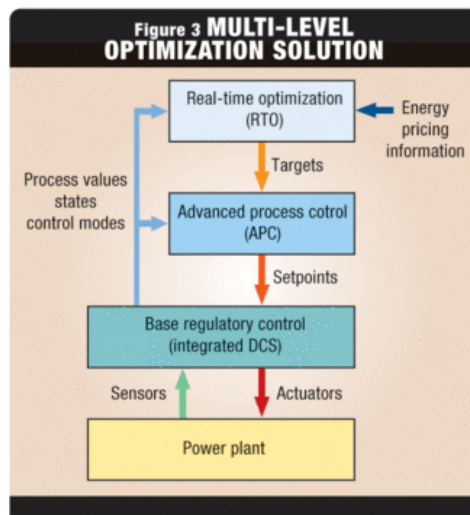 Figure 3 MULTI-LEVEL
OPTIMIZATION SOLUTION
Real-time optimization
(RTO)
Energy
pricing
information
Targets
Process values
states
control modes
Advanced process cotrol
(APC)
Setpoints
Base regulatory control
(integrated DCS)
Sensors
Actuators
Power plant